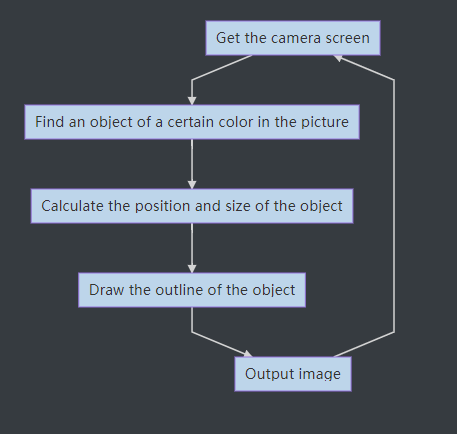 Get the camera screen
Find an object of a certain color in the picture
Calculate the position and size of the object
Draw the outline of the object
Output image